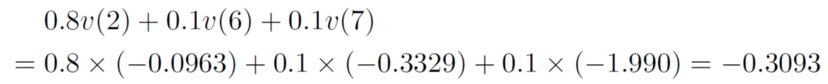 0.8v(2) + 0.1v(6) + 0.1v(7)
= 0.8 × (−0.0963) + 0.1 × (−0.3329) + 0.1 × (−1.990) = −0.3093